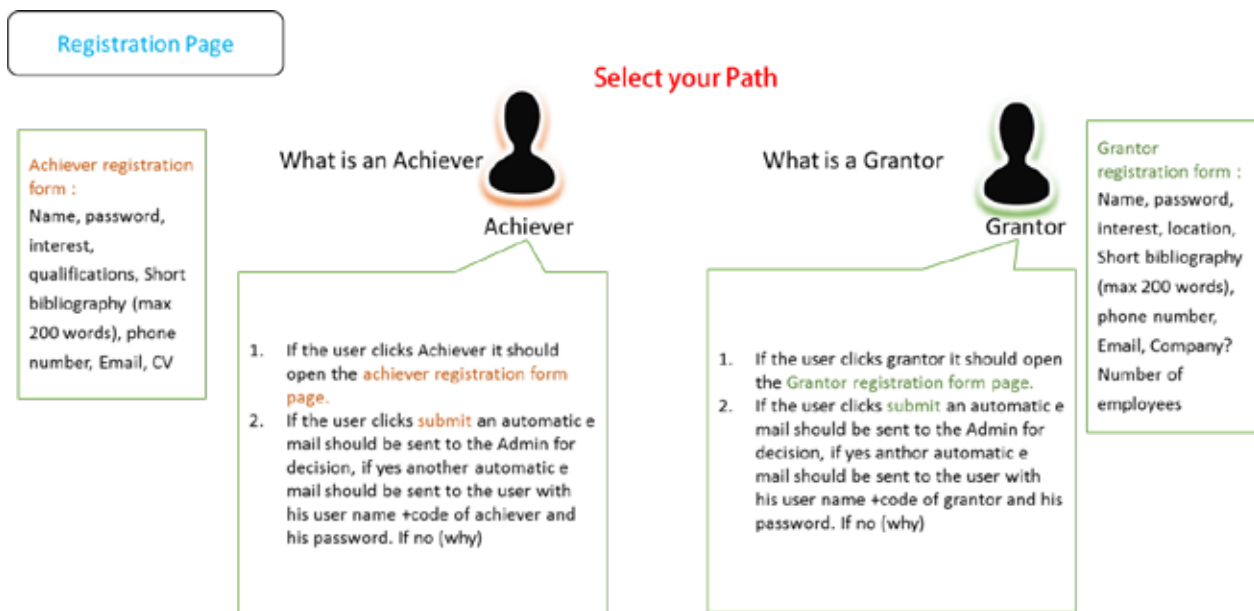 Registration Page
Select your Path
Achiever registration
form :
Name, password,
interest,
qualifications, Short
bibliography (max
200 words), phone
number, Email, CV
What is an Achiever
Achiever
1. If the user clicks Achiever it should
open the achiever registration form
page.
2. If the user clicks submit an automatic e
mail should be sent to the Admin for
decision, if yes another automatic e
mail should be sent to the user with
his user name +code of achiever and
his password. If no (why)
What is a Grantor
Grantor
1. If the user clicks grantor it should open
the Grantor registration form page.
2. If the user clicks submit an automatic e
mail should be sent to the Admin for
decision, if yes anthor automatic e
mail should be sent to the user with
his user name +code of grantor and his
password. If no (why)
Grantor
registration form :
Name, password,
interest, location,
Short bibliography
(max 200 words),
phone number,
Email, Company?
Number of
employees